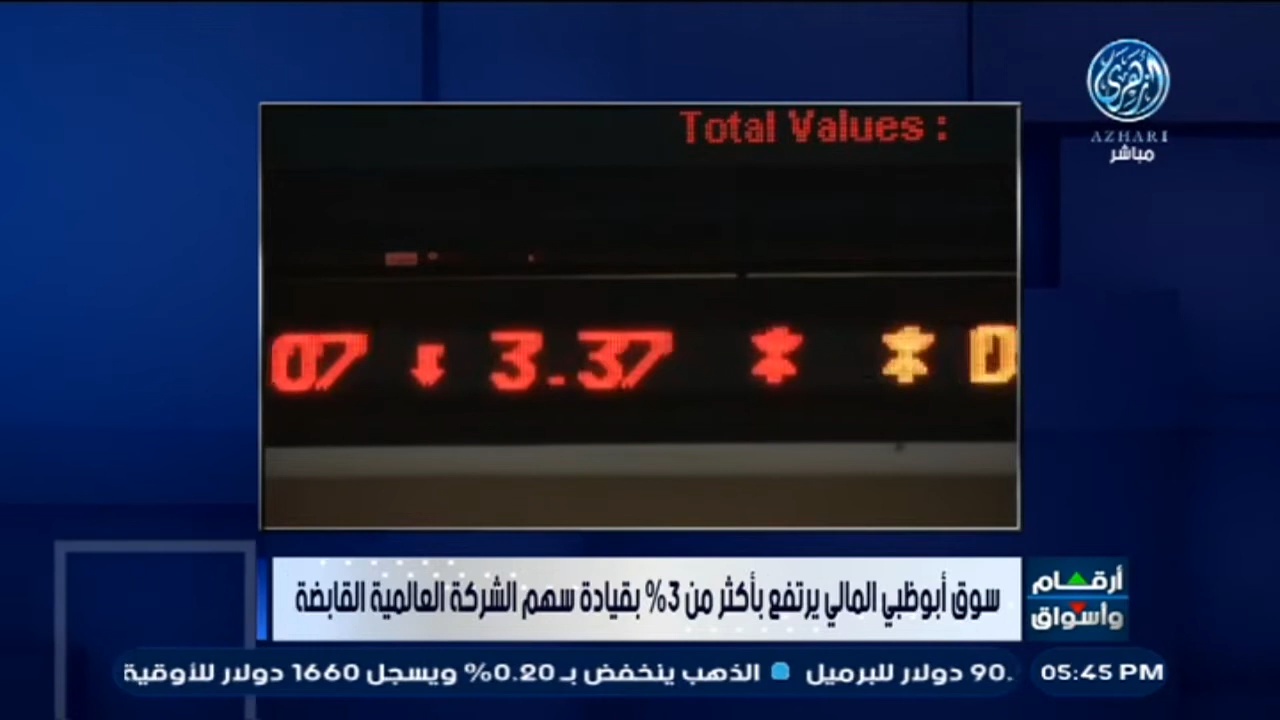 أزهري
AZHARI
مباشر
Total Values :
07 3.37 * * D
سوق أبوظبي المالي يرتفع بأكثر من 3% بقيادة سهم الشركة العالمية القابضة
أرقام
وأسواق
.90 دولار للبرميل الذهب ينخفض بـ 0.20% ويسجل 1660 دولار للأوقية
05:45 PM